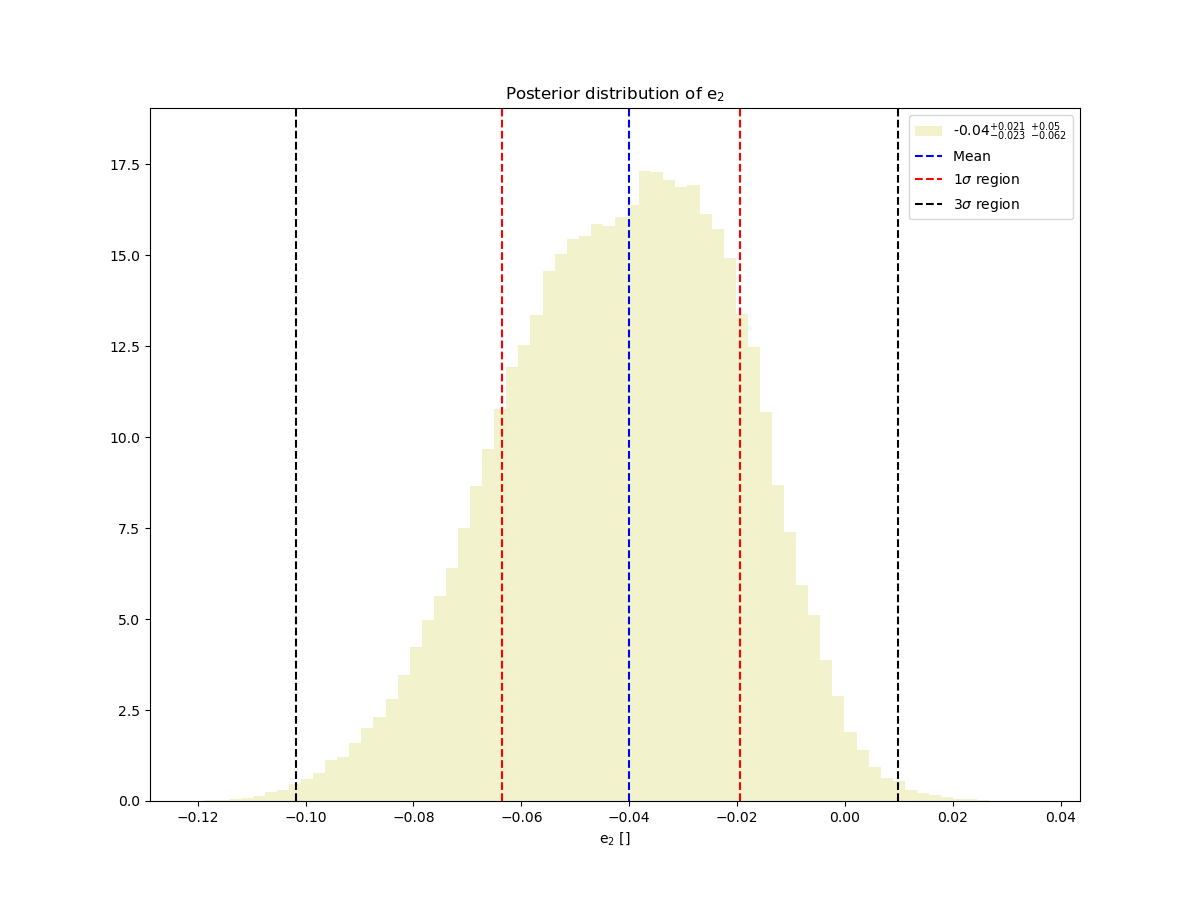 Posterior distribution of e₂
-0.04⁺⁰·⁰²¹₋₀.₀₂₃ ⁺⁰·⁰⁵₋₀.₀₆₂
Mean
1σ region
3σ region
17.5
15.0
12.5
10.0
7.5
5.0
2.5
0.0
−0.12 −0.10 −0.08 −0.06 −0.04 −0.02 0.00 0.02 0.04
e₂ []